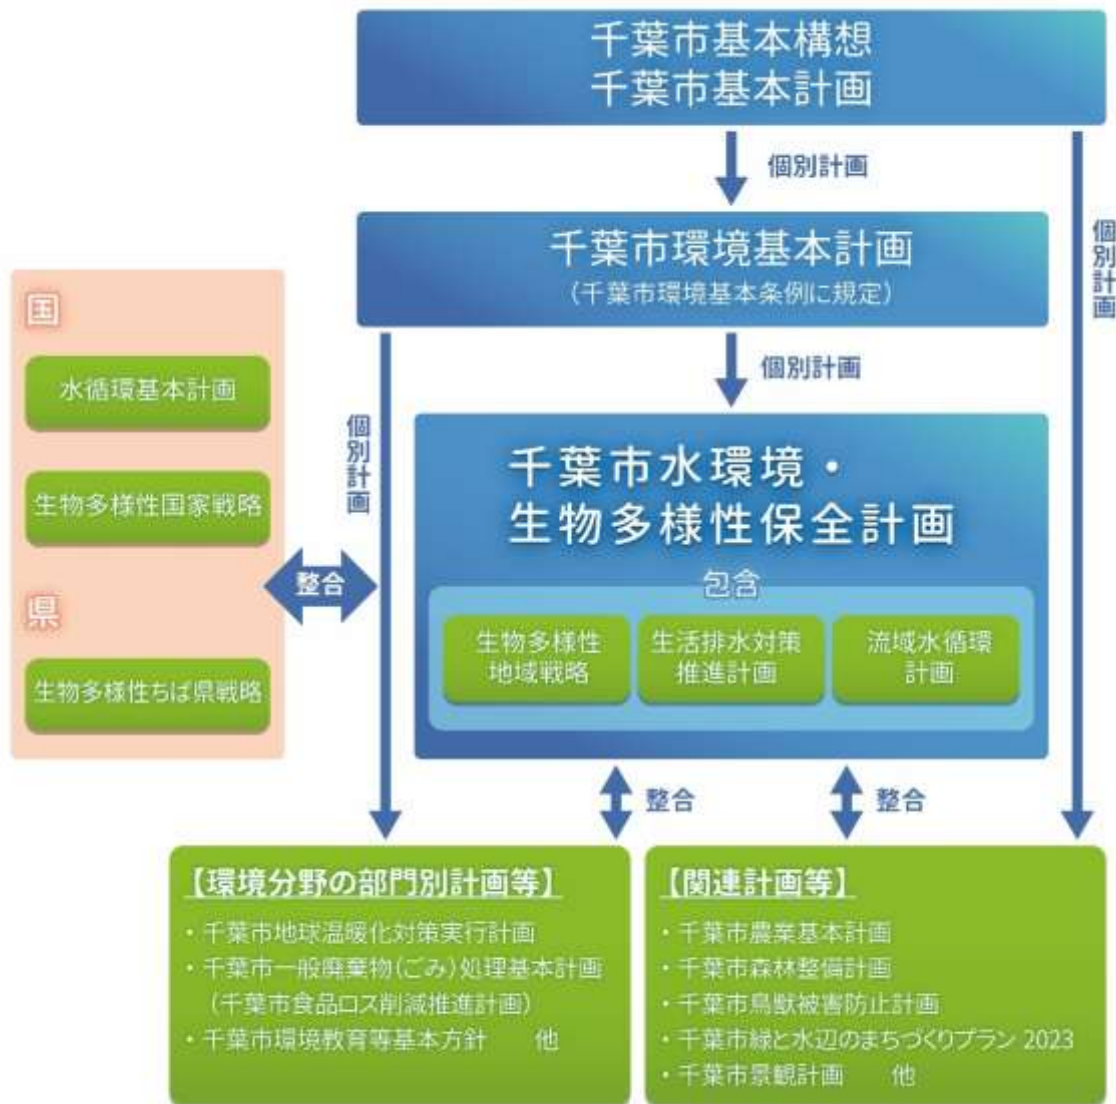 千葉市基本構想
千葉市基本計画
個別計画
個別計画
千葉市環境基本計画
（千葉市環境基本条例に規定）
個別計画
個別計画
国
水循環基本計画
生物多様性国家戦略
県
生物多様性ちば県戦略
整合
千葉市水環境・
生物多様性保全計画
包含
生物多様性
地域戦略
生活排水対策
推進計画
流域水循環
計画
整合
整合
【環境分野の部門別計画等】
・千葉市地球温暖化対策実行計画
・千葉市一般廃棄物(ごみ)処理基本計画
（千葉市食品ロス削減推進計画）
・千葉市環境教育等基本方針　　他
【関連計画等】
・千葉市農業基本計画
・千葉市森林整備計画
・千葉市鳥獣被害防止計画
・千葉市緑と水辺のまちづくりプラン 2023
・千葉市景観計画　　他